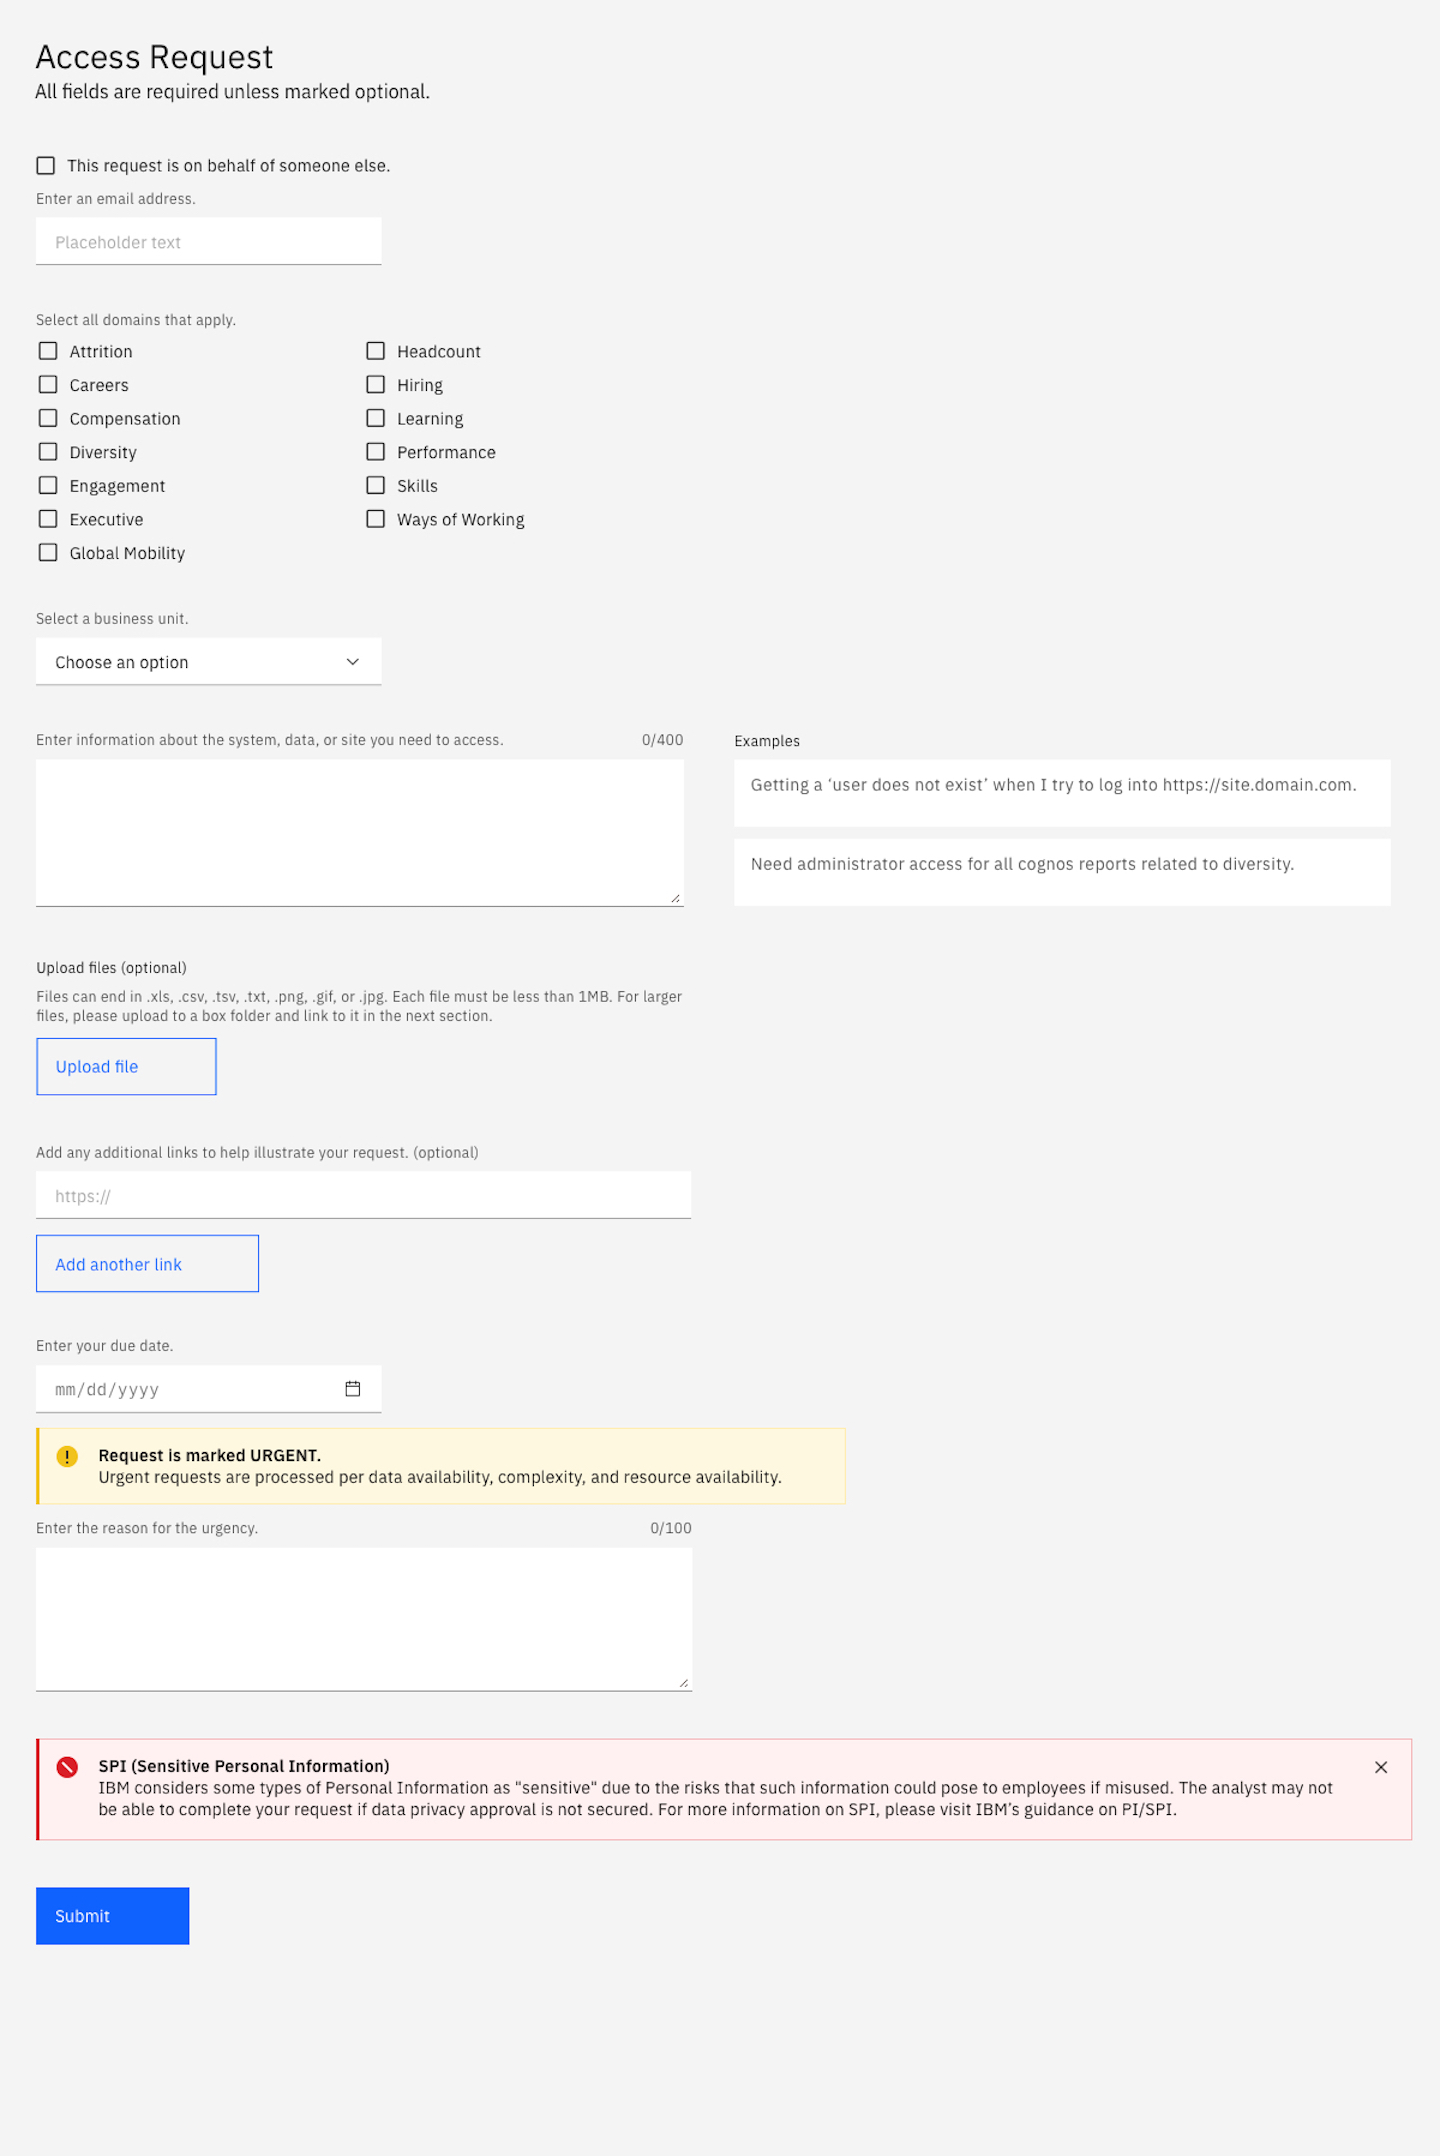 Access Request
All fields are required unless marked optional.
This request is on behalf of someone else.
Enter an email address.
Placeholder text
Select all domains that apply.
Attrition
Careers
Compensation
Diversity
Engagement
Executive
Global Mobility
Headcount
Hiring
Learning
Performance
Skills
Ways of Working
Select a business unit.
Choose an option
Enter information about the system, data, or site you need to access.
0/400
Examples
Getting a ‘user does not exist’ when I try to log into https://site.domain.com.
Need administrator access for all cognos reports related to diversity.
Upload files (optional)
Files can end in .xls, .csv, .tsv, .txt, .png, .gif, or .jpg. Each file must be less than 1MB. For larger
files, please upload to a box folder and link to it in the next section.
Upload file
Add any additional links to help illustrate your request. (optional)
https://
Add another link
Enter your due date.
mm/dd/yyyy
Request is marked URGENT.
Urgent requests are processed per data availability, complexity, and resource availability.
Enter the reason for the urgency.
0/100
SPI (Sensitive Personal Information)
IBM considers some types of Personal Information as "sensitive" due to the risks that such information could pose to employees if misused. The analyst may not
be able to complete your request if data privacy approval is not secured. For more information on SPI, please visit IBM’s guidance on PI/SPI.
Submit